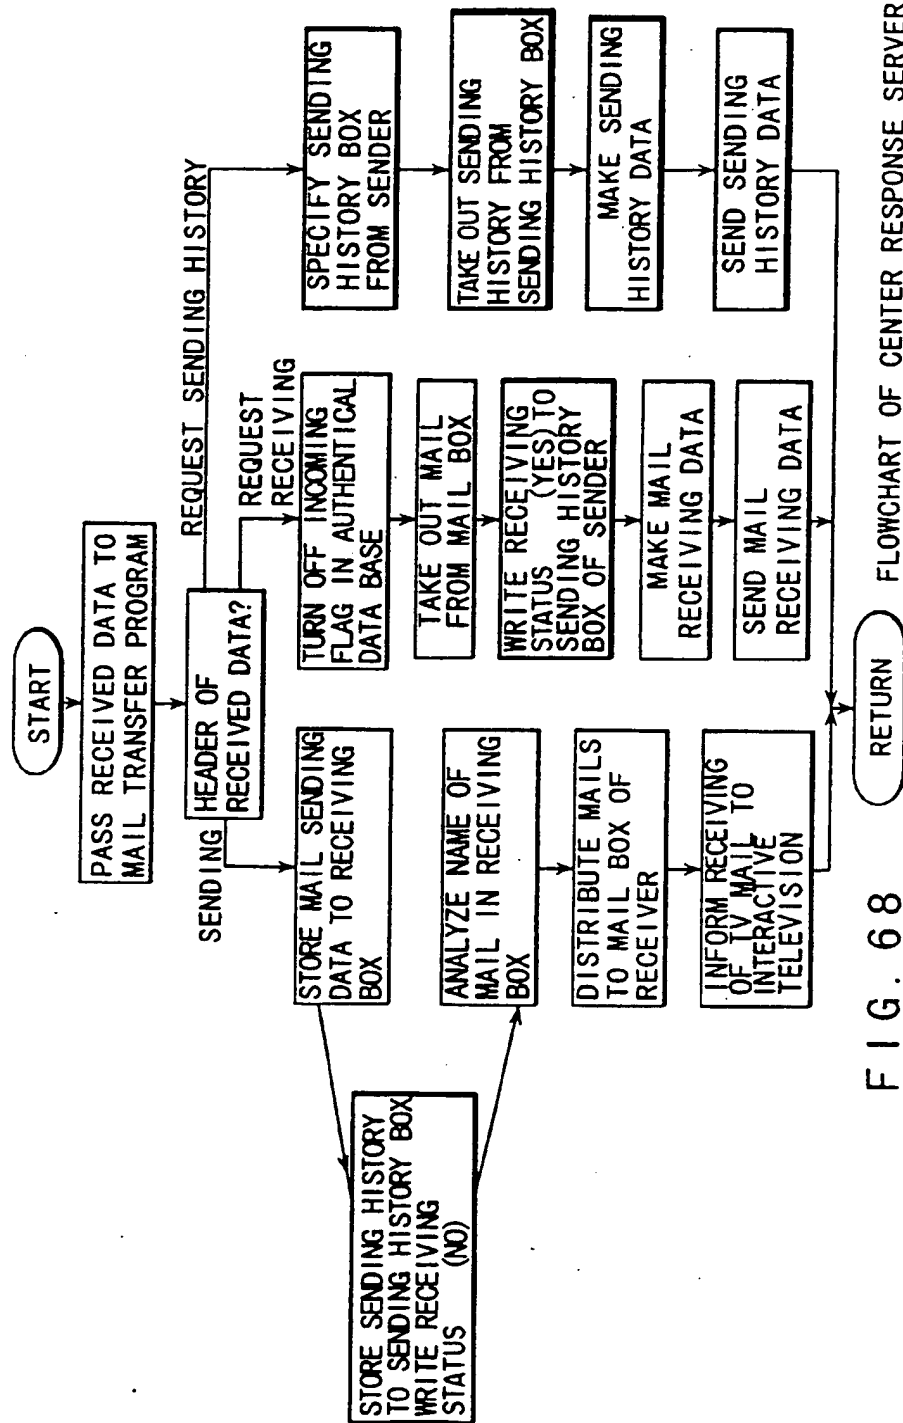 START
PASS RECEIVED DATA TO
MAIL TRANSFER PROGRAM
HEADER OF
RECEIVED DATA?
SENDING
REQUEST
RECEIVING
REQUEST SENDING HISTORY
STORE MAIL SENDING
DATA TO RECEIVING
BOX
STORE SENDING HISTORY
TO SENDING HISTORY BOX
WRITE RECEIVING
STATUS (NO)
ANALYZE NAME OF
MAIL IN RECEIVING
BOX
DISTRIBUTE MAILS
TO MAIL BOX OF
RECEIVER
INFORM RECEIVING
OF TV MAIL TO
INTERACTIVE
TELEVISION
TURN OFF INCOMING
FLAG IN AUTHENTICAL
DATA BASE
TAKE OUT MAIL
FROM MAIL BOX
WRITE RECEIVING
STATUS (YES) TO
SENDING HISTORY
BOX OF SENDER
MAKE MAIL
RECEIVING DATA
SEND MAIL
RECEIVING DATA
SPECIFY SENDING
HISTORY BOX
FROM SENDER
TAKE OUT SENDING
HISTORY FROM
SENDING HISTORY BOX
MAKE SENDING
HISTORY DATA
SEND SENDING
HISTORY DATA
RETURN
FIG. 68 FLOWCHART OF CENTER RESPONSE SERVER